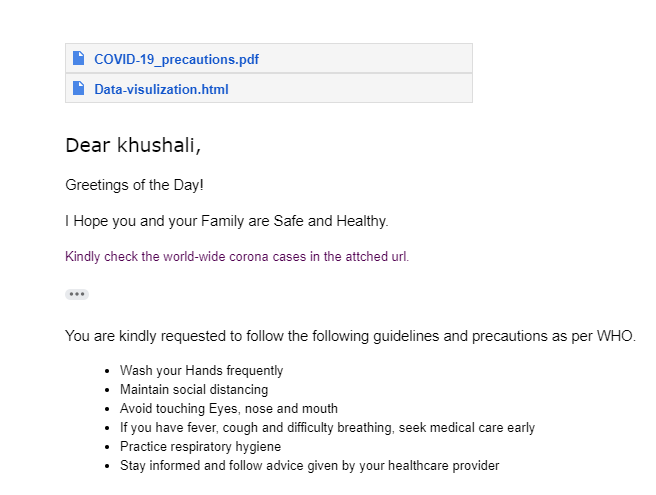 COVID-19_precautions.pdf
Data-visulization.html
Dear khushali,
Greetings of the Day!
I Hope you and your Family are Safe and Healthy.
Kindly check the world-wide corona cases in the attched url.
You are kindly requested to follow the following guidelines and precautions as per WHO.
• Wash your Hands frequently
• Maintain social distancing
• Avoid touching Eyes, nose and mouth
• If you have fever, cough and difficulty breathing, seek medical care early
• Practice respiratory hygiene
• Stay informed and follow advice given by your healthcare provider